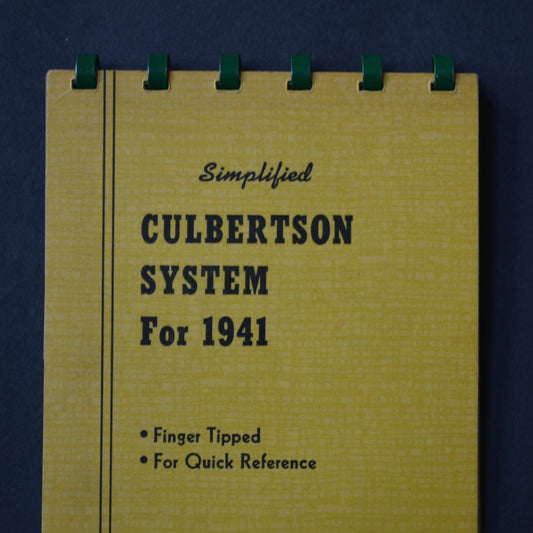 Simplified
CULBERTSON
SYSTEM
For 1941
• Finger Tipped
• For Quick Reference